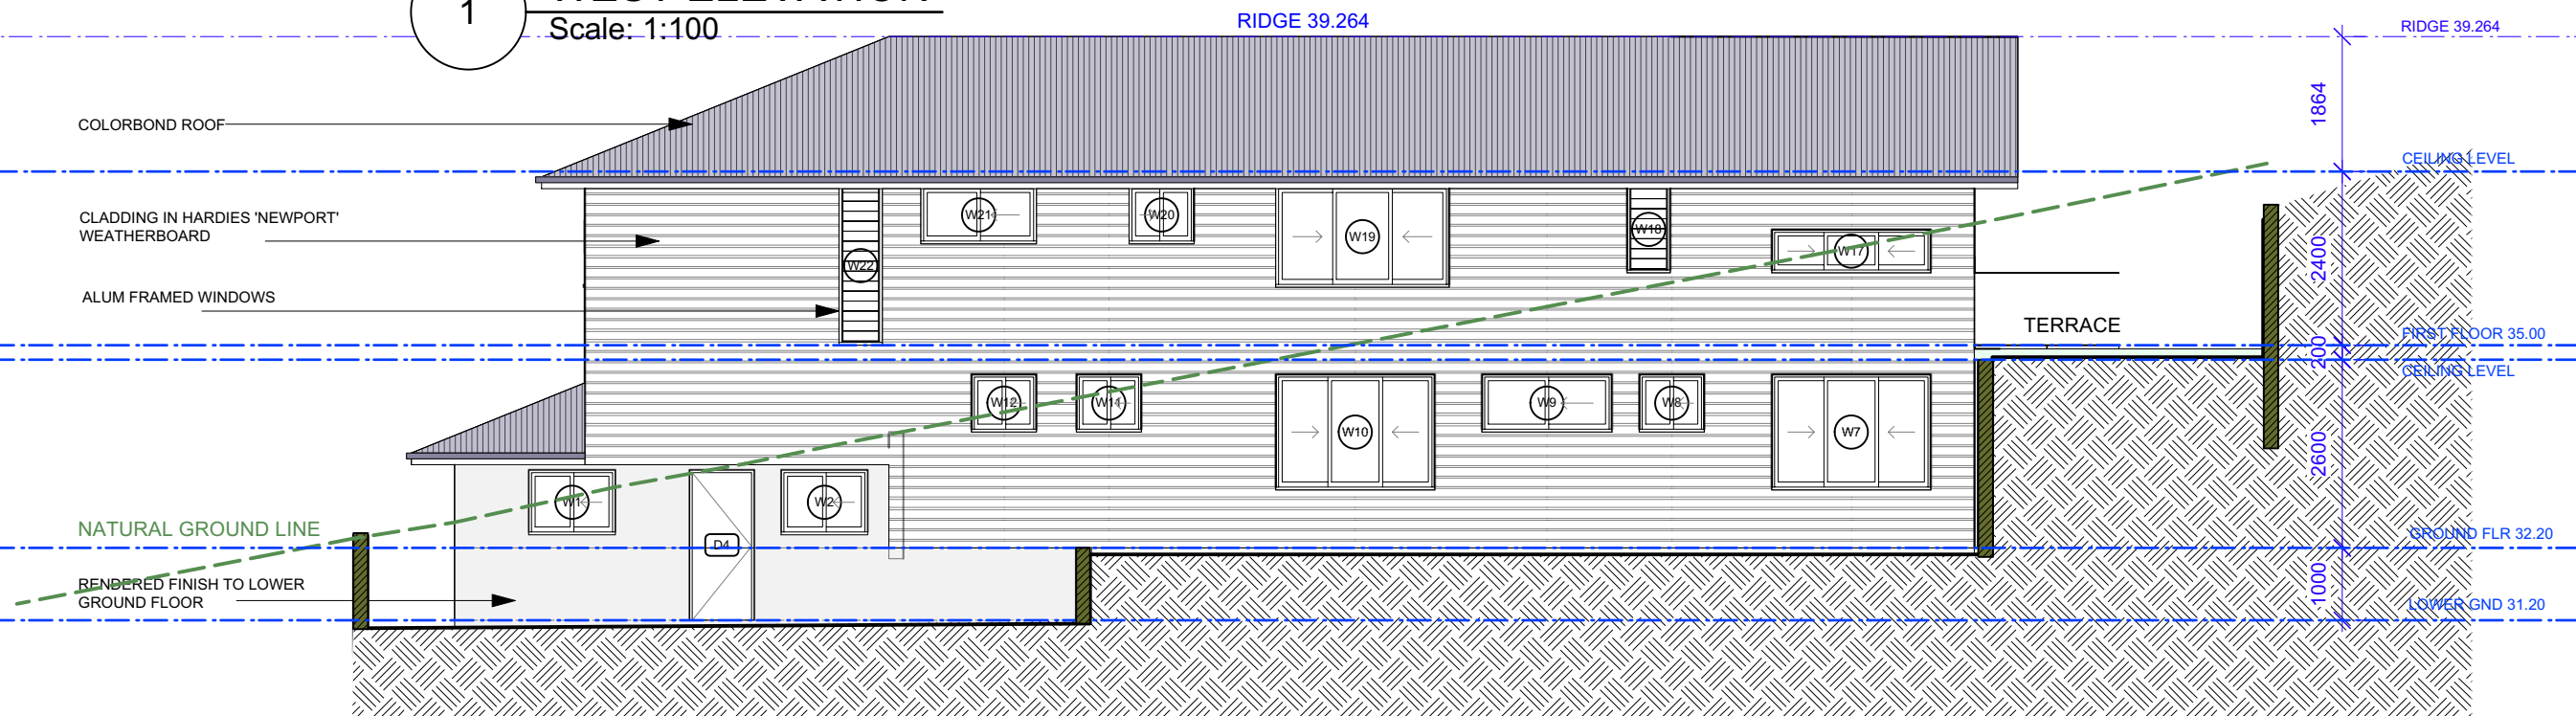 1
WEST ELEVATION
Scale: 1:100
RIDGE 39.264
RIDGE 39.264
1864
COLORBOND ROOF
CEILING LEVEL
CLADDING IN HARDIES 'NEWPORT'
WEATHERBOARD
W21
W20
W19
W18
W17
W22
2400
ALUM FRAMED WINDOWS
TERRACE
FIRST FLOOR 35.00
200
CEILING LEVEL
W12
W11
W10
W9
W8
W7
2600
W1
W2
NATURAL GROUND LINE
D4
GROUND FLR 32.20
RENDERED FINISH TO LOWER
GROUND FLOOR
1000
LOWER GND 31.20